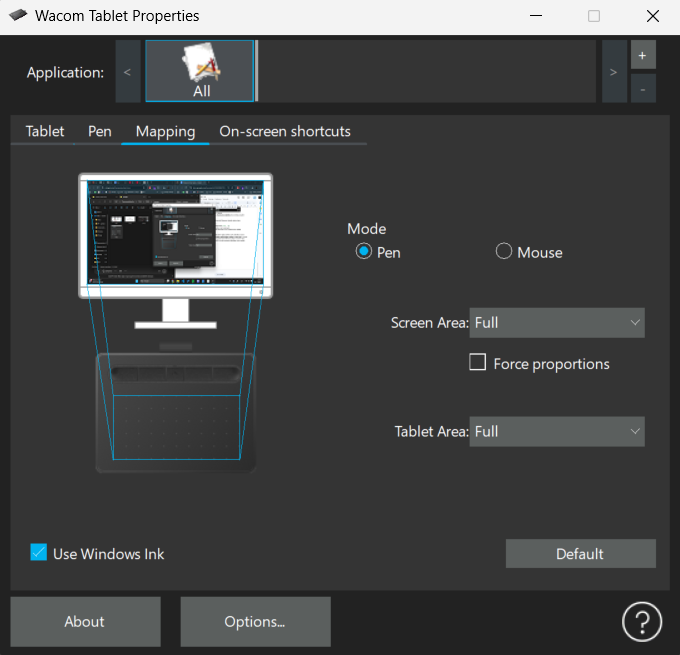 Wacom Tablet Properties
Application:
<
All
>
+
-
Tablet Pen Mapping On-screen shortcuts
Mode
Pen Mouse
Screen Area: Full
Force proportions
Tablet Area: Full
Use Windows Ink
Default
About Options... ?